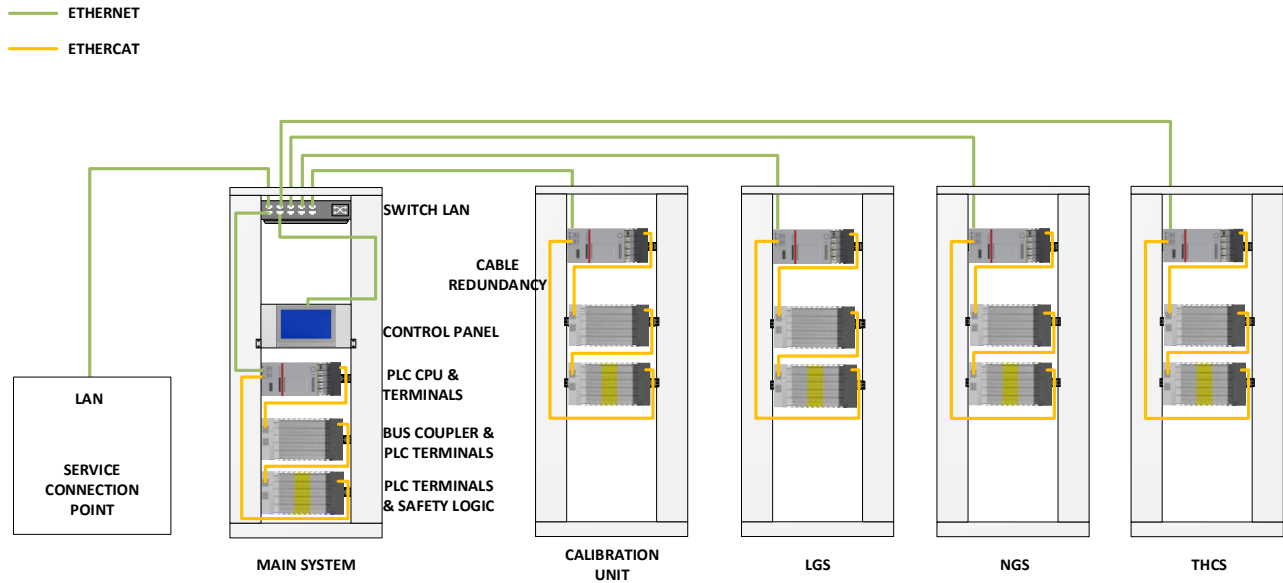 ETHERNET
ETHERCAT
SWITCH LAN
CABLE
REDUNDANCY
CONTROL PANEL
PLC CPU &
TERMINALS
LAN
BUS COUPLER &
PLC TERMINALS
SERVICE
CONNECTION
POINT
PLC TERMINALS
& SAFETY LOGIC
MAIN SYSTEM
CALIBRATION
UNIT
LGS
NGS
THCS